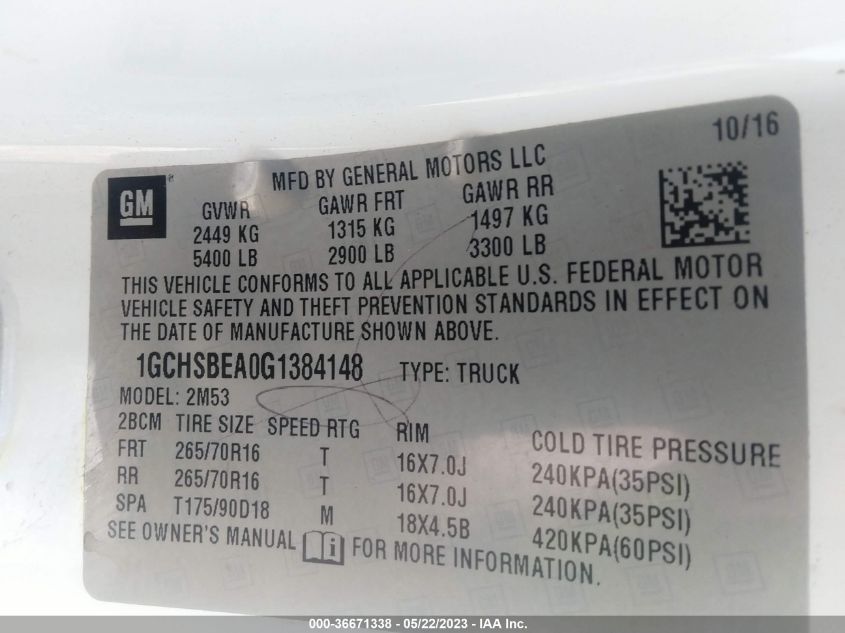 10/16
GM
MFD BY GENERAL MOTORS LLC
GVWR GAWR FRT GAWR RR
2449 KG 1315 KG 1497 KG
5400 LB 2900 LB 3300 LB
THIS VEHICLE CONFORMS TO ALL APPLICABLE U.S. FEDERAL MOTOR
VEHICLE SAFETY AND THEFT PREVENTION STANDARDS IN EFFECT ON
THE DATE OF MANUFACTURE SHOWN ABOVE.
1GCHSBEA0G1384148 TYPE: TRUCK
MODEL: 2M53
2BCM TIRE SIZE SPEED RTG RIM COLD TIRE PRESSURE
FRT 265/70R16 T 16X7.0J 240KPA(35PSI)
RR 265/70R16 T 16X7.0J 240KPA(35PSI)
SPA T175/90D18 M 18X4.5B 420KPA(60PSI)
SEE OWNER'S MANUAL i FOR MORE INFORMATION.
000-36671338 - 05/22/2023 - IAA Inc.